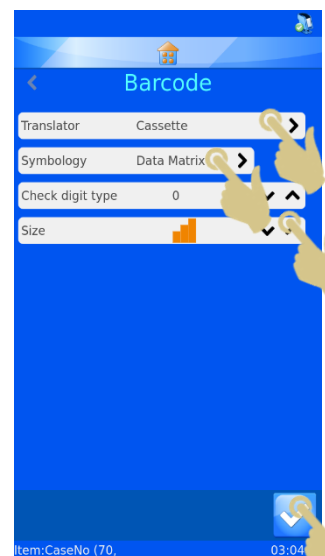 Barcode
Translator Cassette
Symbology Data Matrix
Check digit type 0
Size
Item:CaseNo (70, 03:04